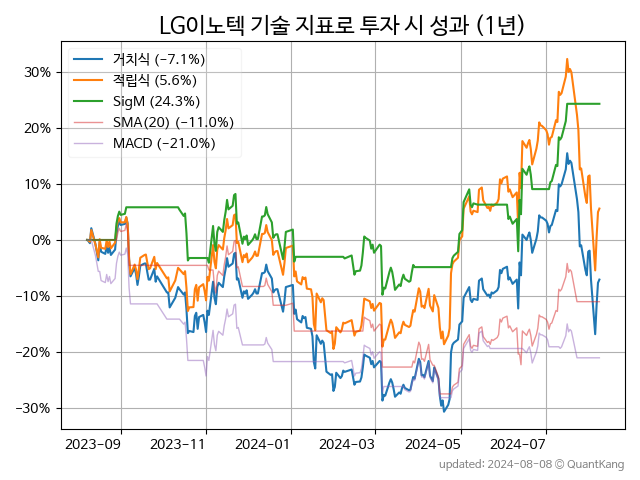 LG이노텍 기술 지표로 투자 시 성과 (1년)
거치식 (−7.1%)
적립식 (5.6%)
SigM (24.3%)
SMA(20) (−11.0%)
MACD (−21.0%)
30%
20%
10%
0%
−10%
−20%
−30%
2023-09
2023-11
2024-01
2024-03
2024-05
2024-07
updated: 2024-08-08 © QuantKang